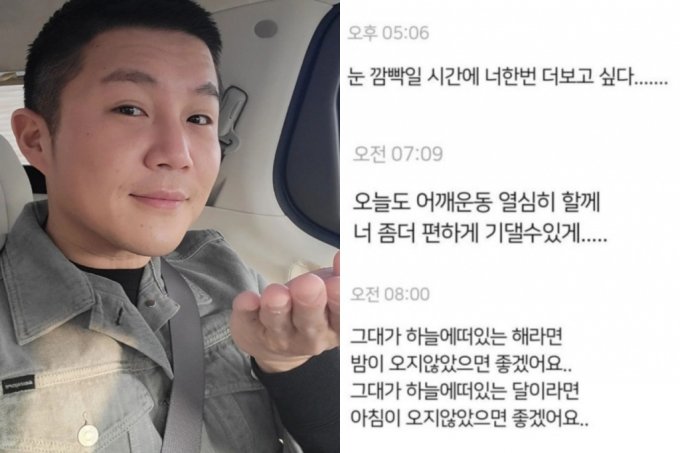 오후 05:06
눈 깜빡일 시간에 너한번 더보고 싶다.......
오전 07:09
오늘도 어깨운동 열심히 할께
너 좀더 편하게 기댈수있게.....
오전 08:00
그대가 하늘에떠있는 해라면
밤이 오지않았으면 좋겠어요..
그대가 하늘에떠있는 달이라면
아침이 오지않았으면 좋겠어요..